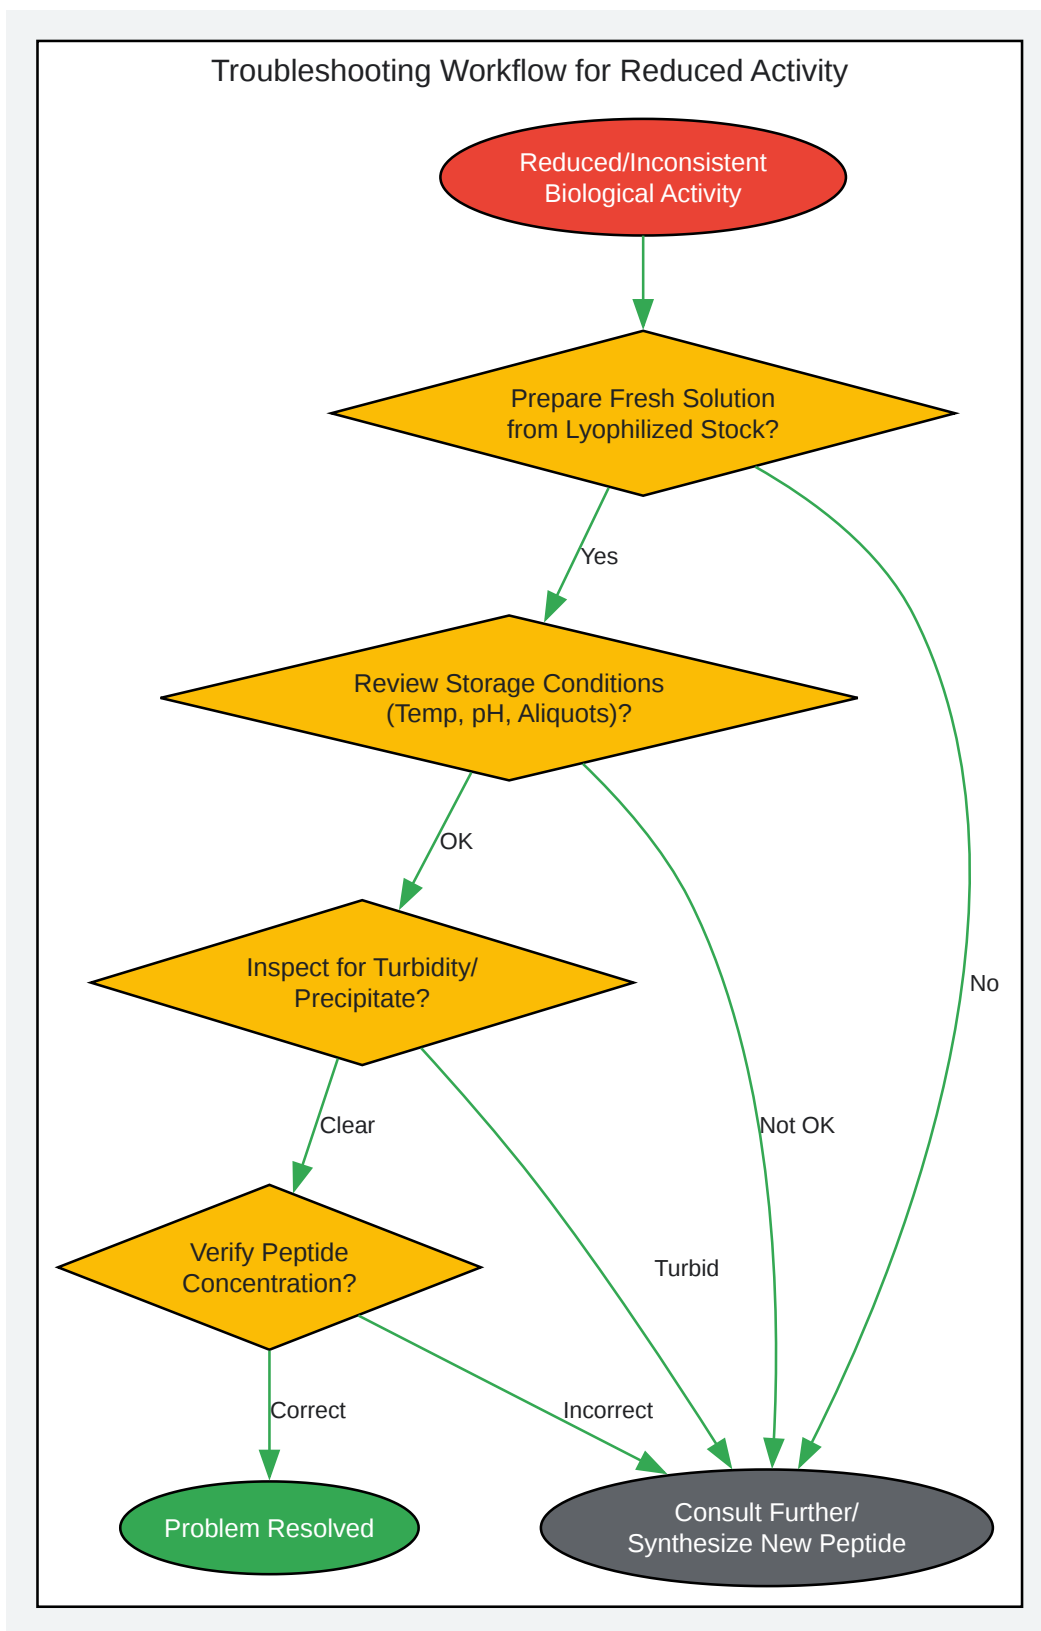 Troubleshooting Workflow for Reduced Activity
Reduced/Inconsistent
Biological Activity
Prepare Fresh Solution
from Lyophilized Stock?
Yes
Review Storage Conditions
(Temp, pH, Aliquots)?
OK
Inspect for Turbidity/
Precipitate?
No
Clear
Not OK
Verify Peptide
Concentration?
Turbid
Correct
Incorrect
Problem Resolved
Consult Further/
Synthesize New Peptide